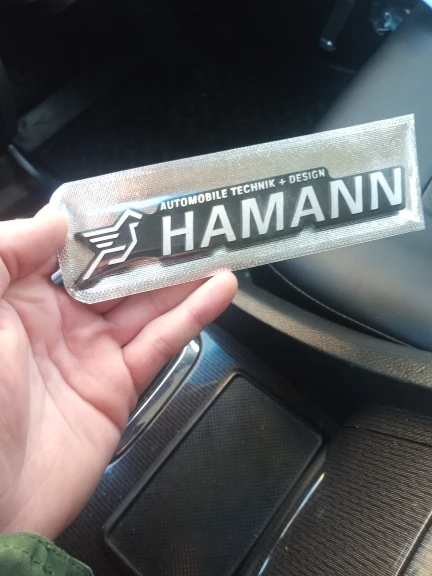 AUTOMOBILE TECHNIK + DESIGN
HAMANN